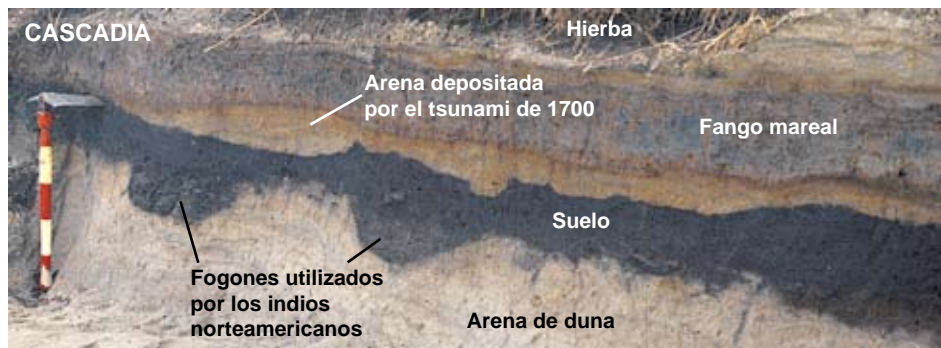 CASCADIA
Hierba
Arena depositada
por el tsunami de 1700
Fango mareal
Suelo
Fogones utilizados
por los indios
norteamericanos
Arena de duna